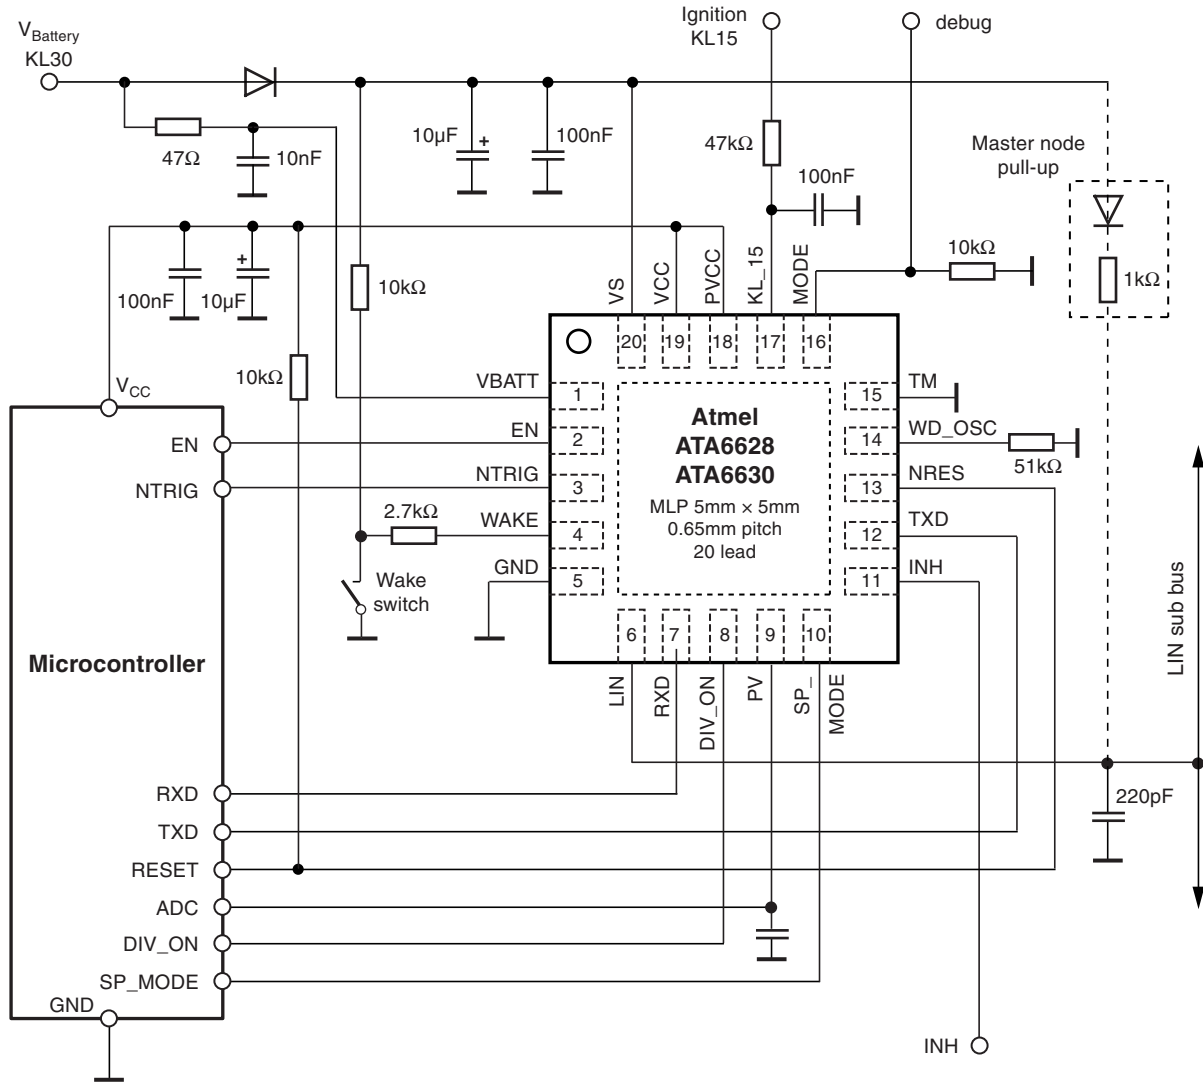 V_Battery
KL30
Ignition
KL15
debug
47Ω
10nF
10µF
+
100nF
47kΩ
100nF
Master node
pull-up
10kΩ
1kΩ
100nF
+
10µF
10kΩ
10kΩ
VS
VCC
PVCC
KL_15
MODE
20
19
18
17
16
V_CC
VBATT
1
EN
2
NTRIG
3
2.7kΩ
WAKE
4
GND
5
Wake
switch
Atmel
ATA6628
ATA6630
MLP 5mm × 5mm
0.65mm pitch
20 lead
15
TM
14
WD_OSC
51kΩ
13
NRES
12
TXD
11
INH
6
7
8
9
10
LIN
RXD
DIV_ON
PV
SP_
MODE
LIN sub bus
220pF
EN
NTRIG
Microcontroller
RXD
TXD
RESET
ADC
DIV_ON
SP_MODE
GND
INH